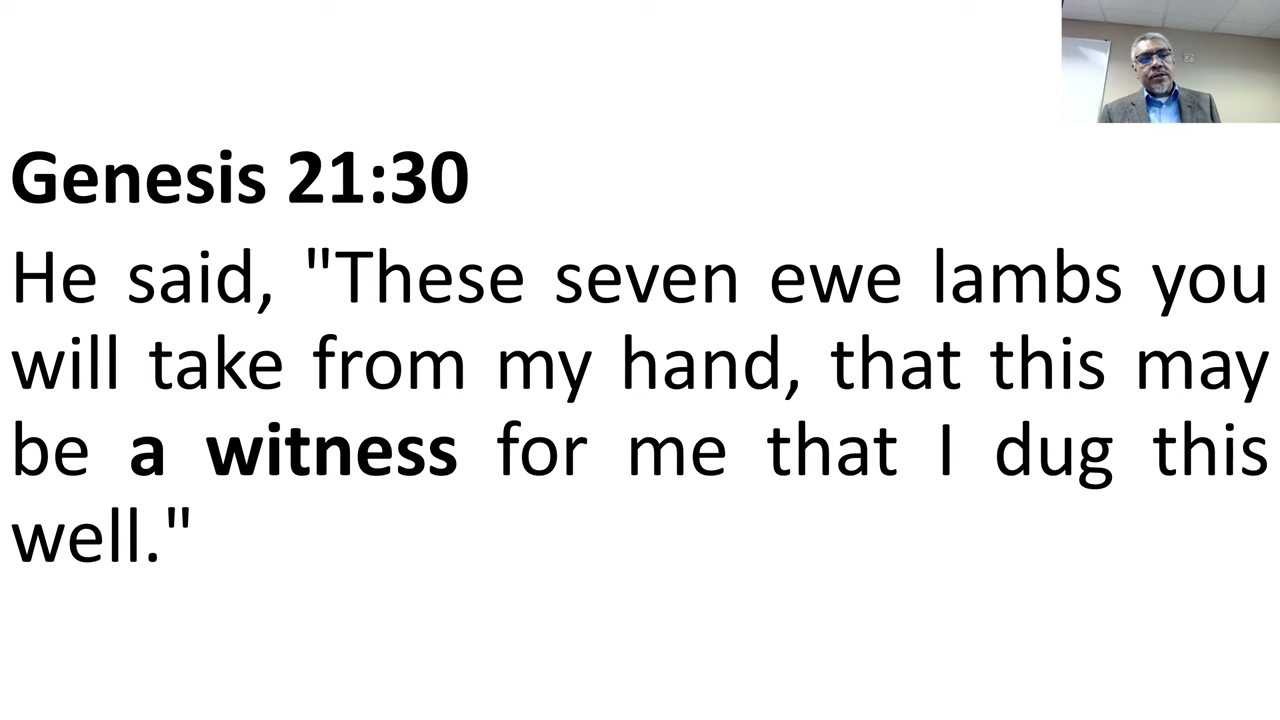 Genesis 21:30
He said, "These seven ewe lambs you
will take from my hand, that this may
be a witness for me that I dug this
well."